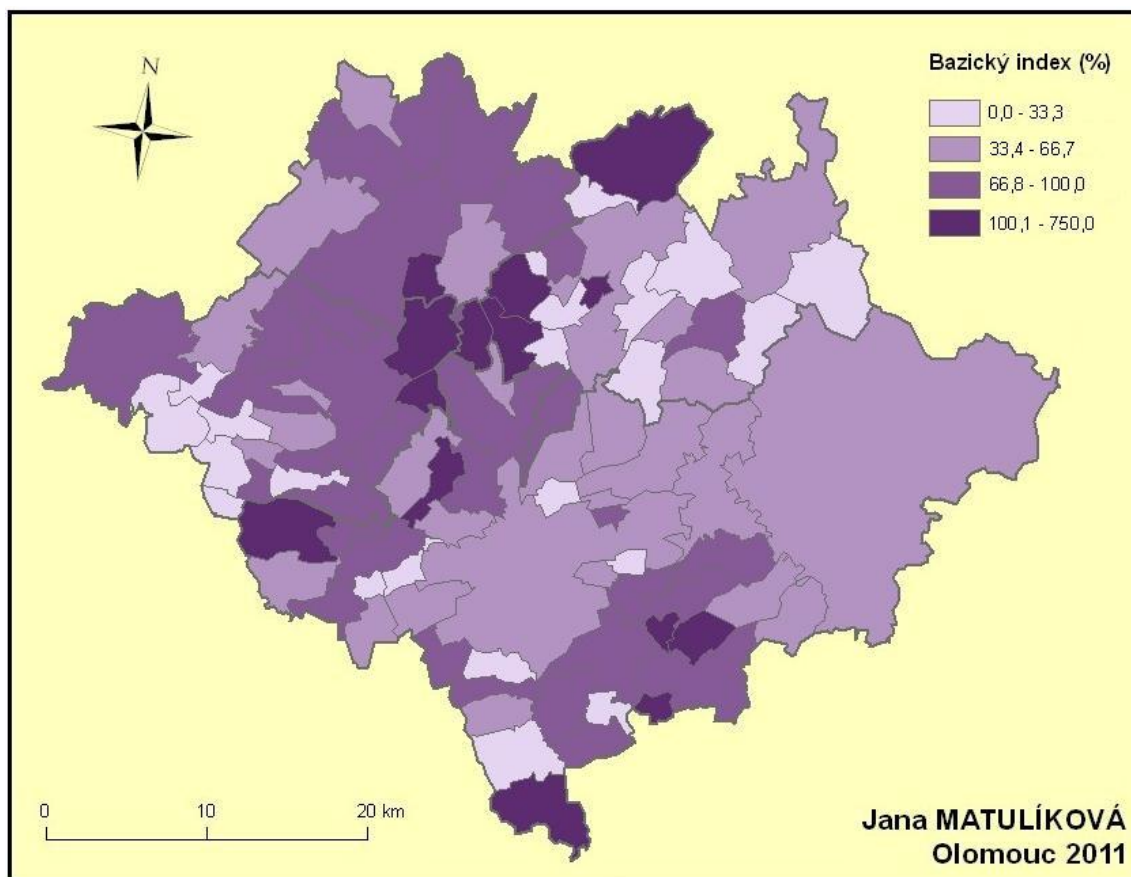 N
Bazický index (%)
0,0 - 33,3
33,4 - 66,7
66,8 - 100,0
100,1 - 750,0
0 10 20 km
Jana MATULÍKOVÁ
Olomouc 2011